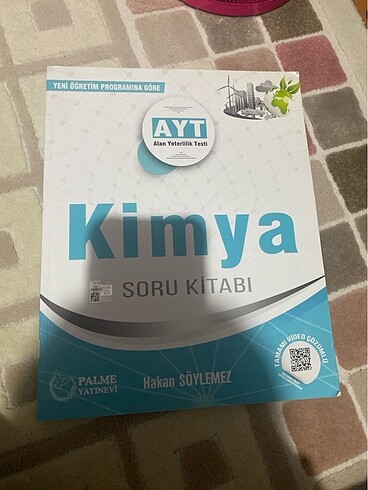 YENİ ÖĞRETİM PROGRAMINA GÖRE
AYT
Alan Yeterlilik Testi
Kimya
SORU KİTABI
TAMAMI VİDEO ÇÖZÜMLÜ
PALME
YAYINEVİ
Hakan SÖYLEMEZ